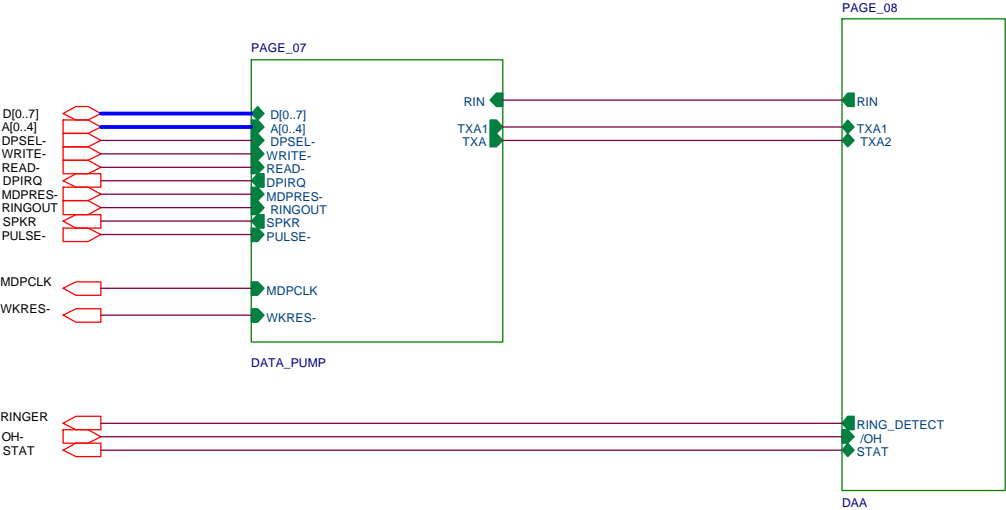 PAGE_08
PAGE_07
RIN
RIN
D[0..7]
D[0..7]
A[0..4]
A[0..4]
TXA1
TXA1
DPSEL-
DPSEL-
TXA
TXA2
WRITE-
WRITE-
READ-
READ-
DPIRQ
DPIRQ
MDPRES-
MDPRES-
RINGOUT
RINGOUT
SPKR
SPKR
PULSE-
PULSE-
MDPCLK
MDPCLK
WKRES-
WKRES-
DATA_PUMP
RINGER
RING_DETECT
OH-
/OH
STAT
STAT
DAA